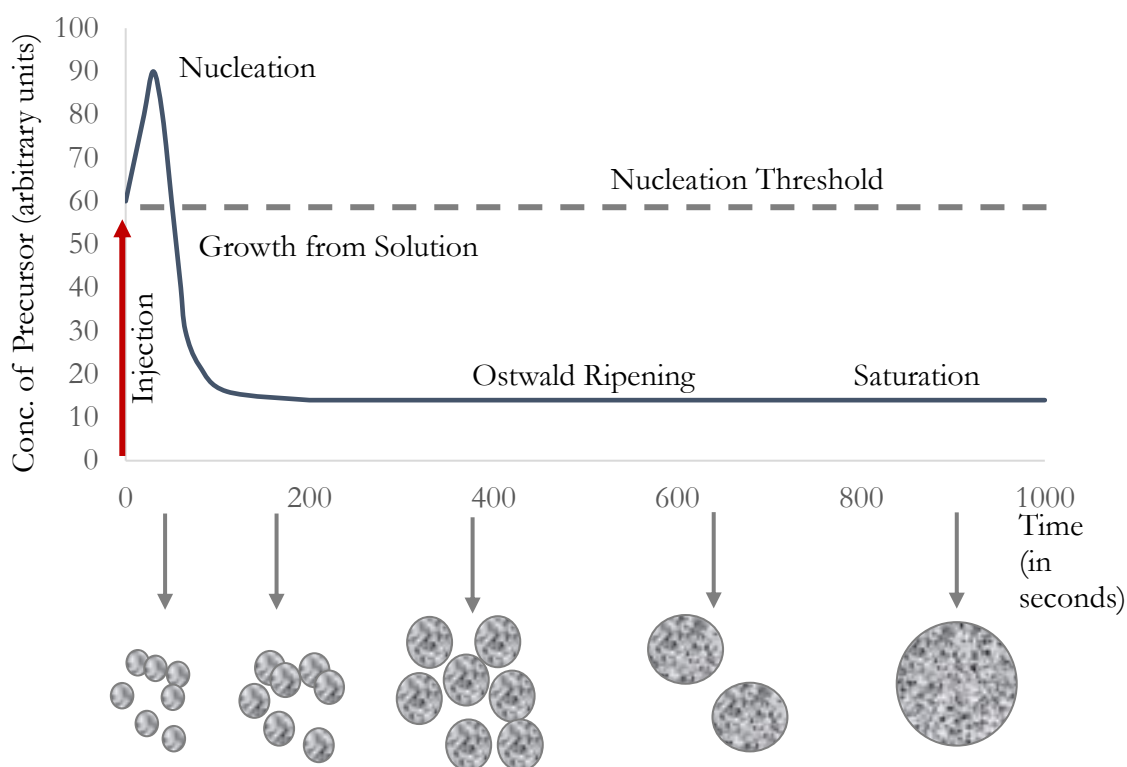 Conc. of Precursor (arbitrary units)
100
90
80
70
60
50
40
30
20
10
0
Nucleation
Nucleation Threshold
Growth from Solution
Injection
Ostwald Ripening
Saturation
0
200
400
600
800
1000
Time
(in
seconds)